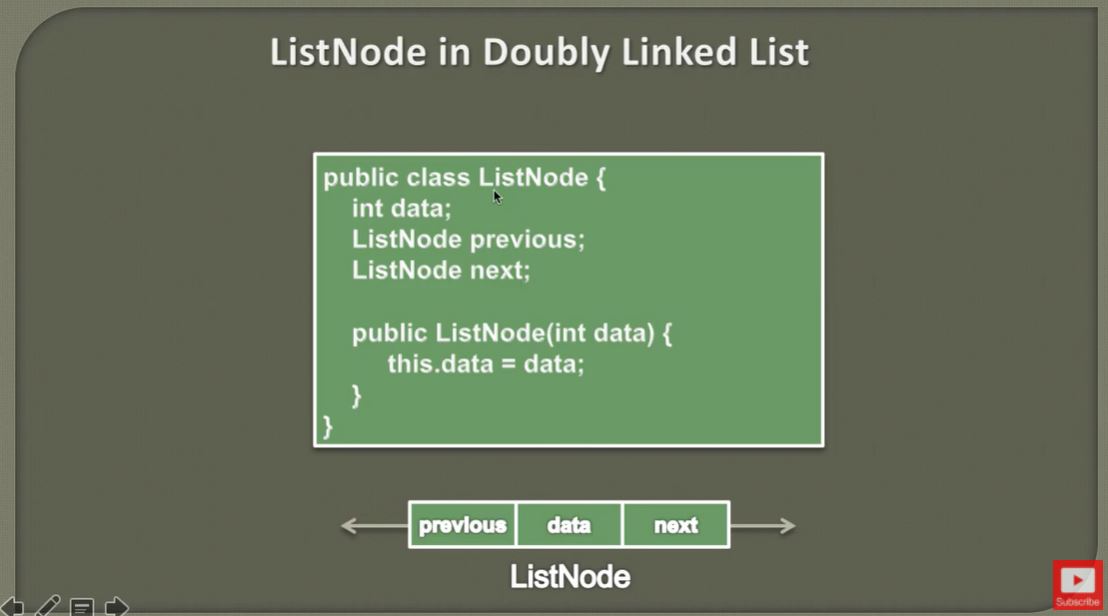 ListNode in Doubly Linked List
public class ListNode {
int data;
ListNode previous;
ListNode next;
public ListNode(int data) {
this.data = data;
}
}
previous data next
ListNode
Subscribe